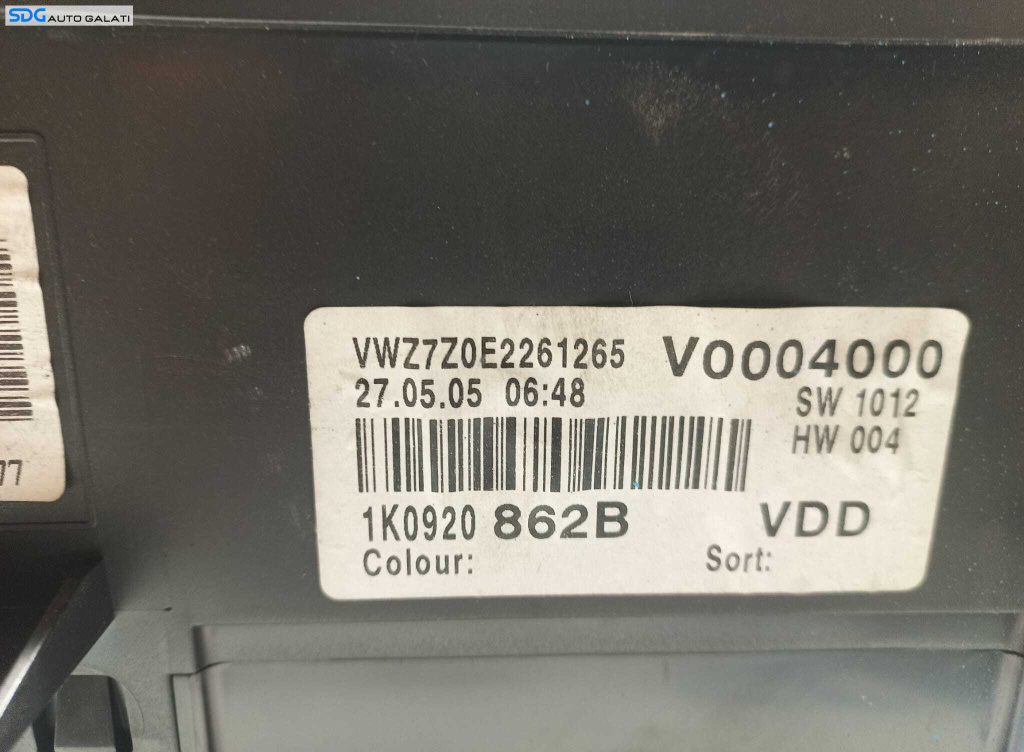 SDG AUTO GALATI
VWZ7Z0E2261265 V0004000
27.05.05 06:48 SW 1012
HW 004
77
1K0920 862B VDD
Colour: Sort: